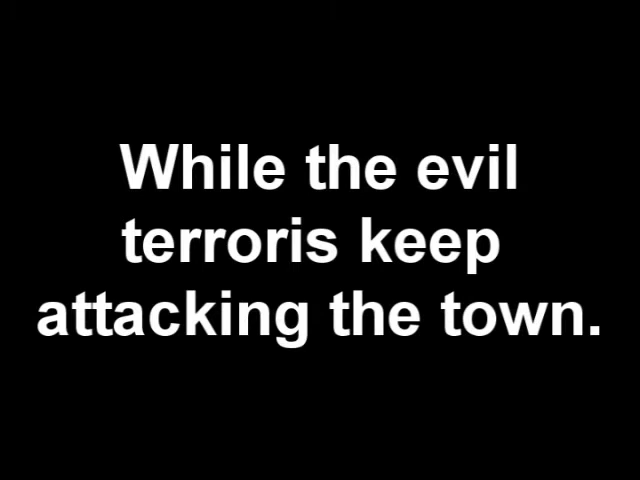 While the evil
terroris keep
attacking the town.